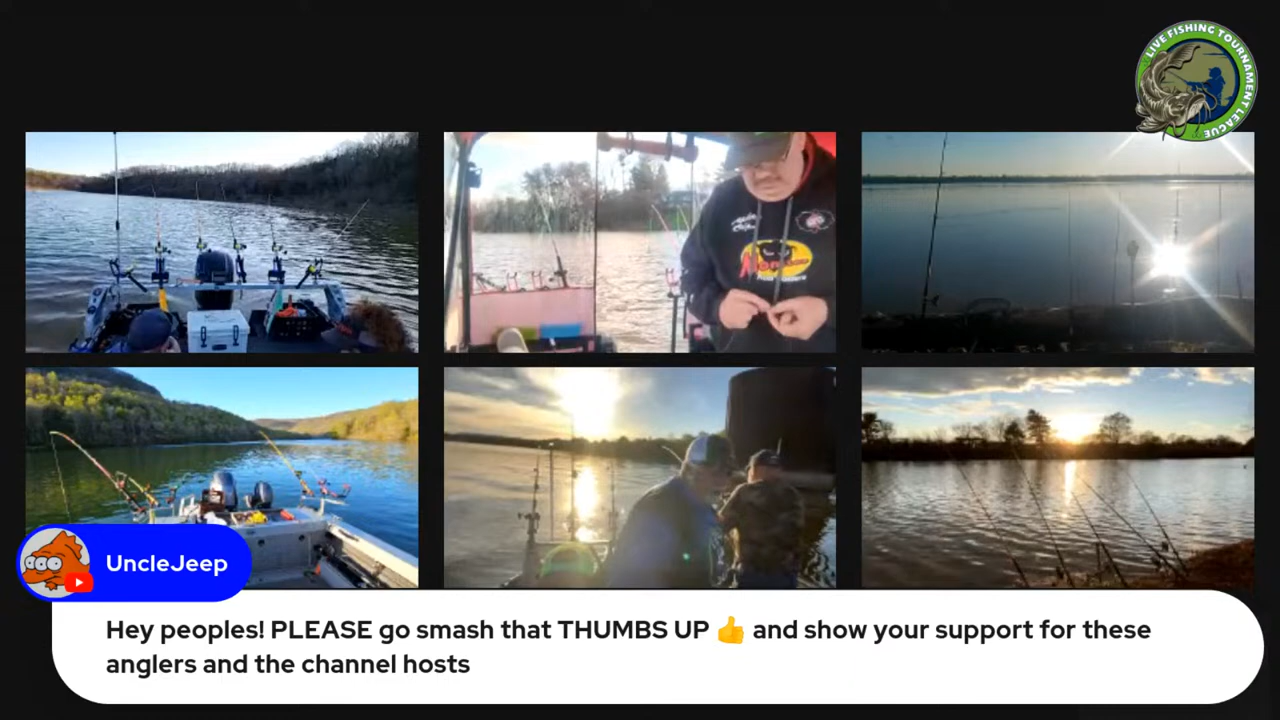 LIVE FISHING TOURNAMENT LEAGUE
UncleJeep
Hey peoples! PLEASE go smash that THUMBS UP 👍 and show your support for these
anglers and the channel hosts